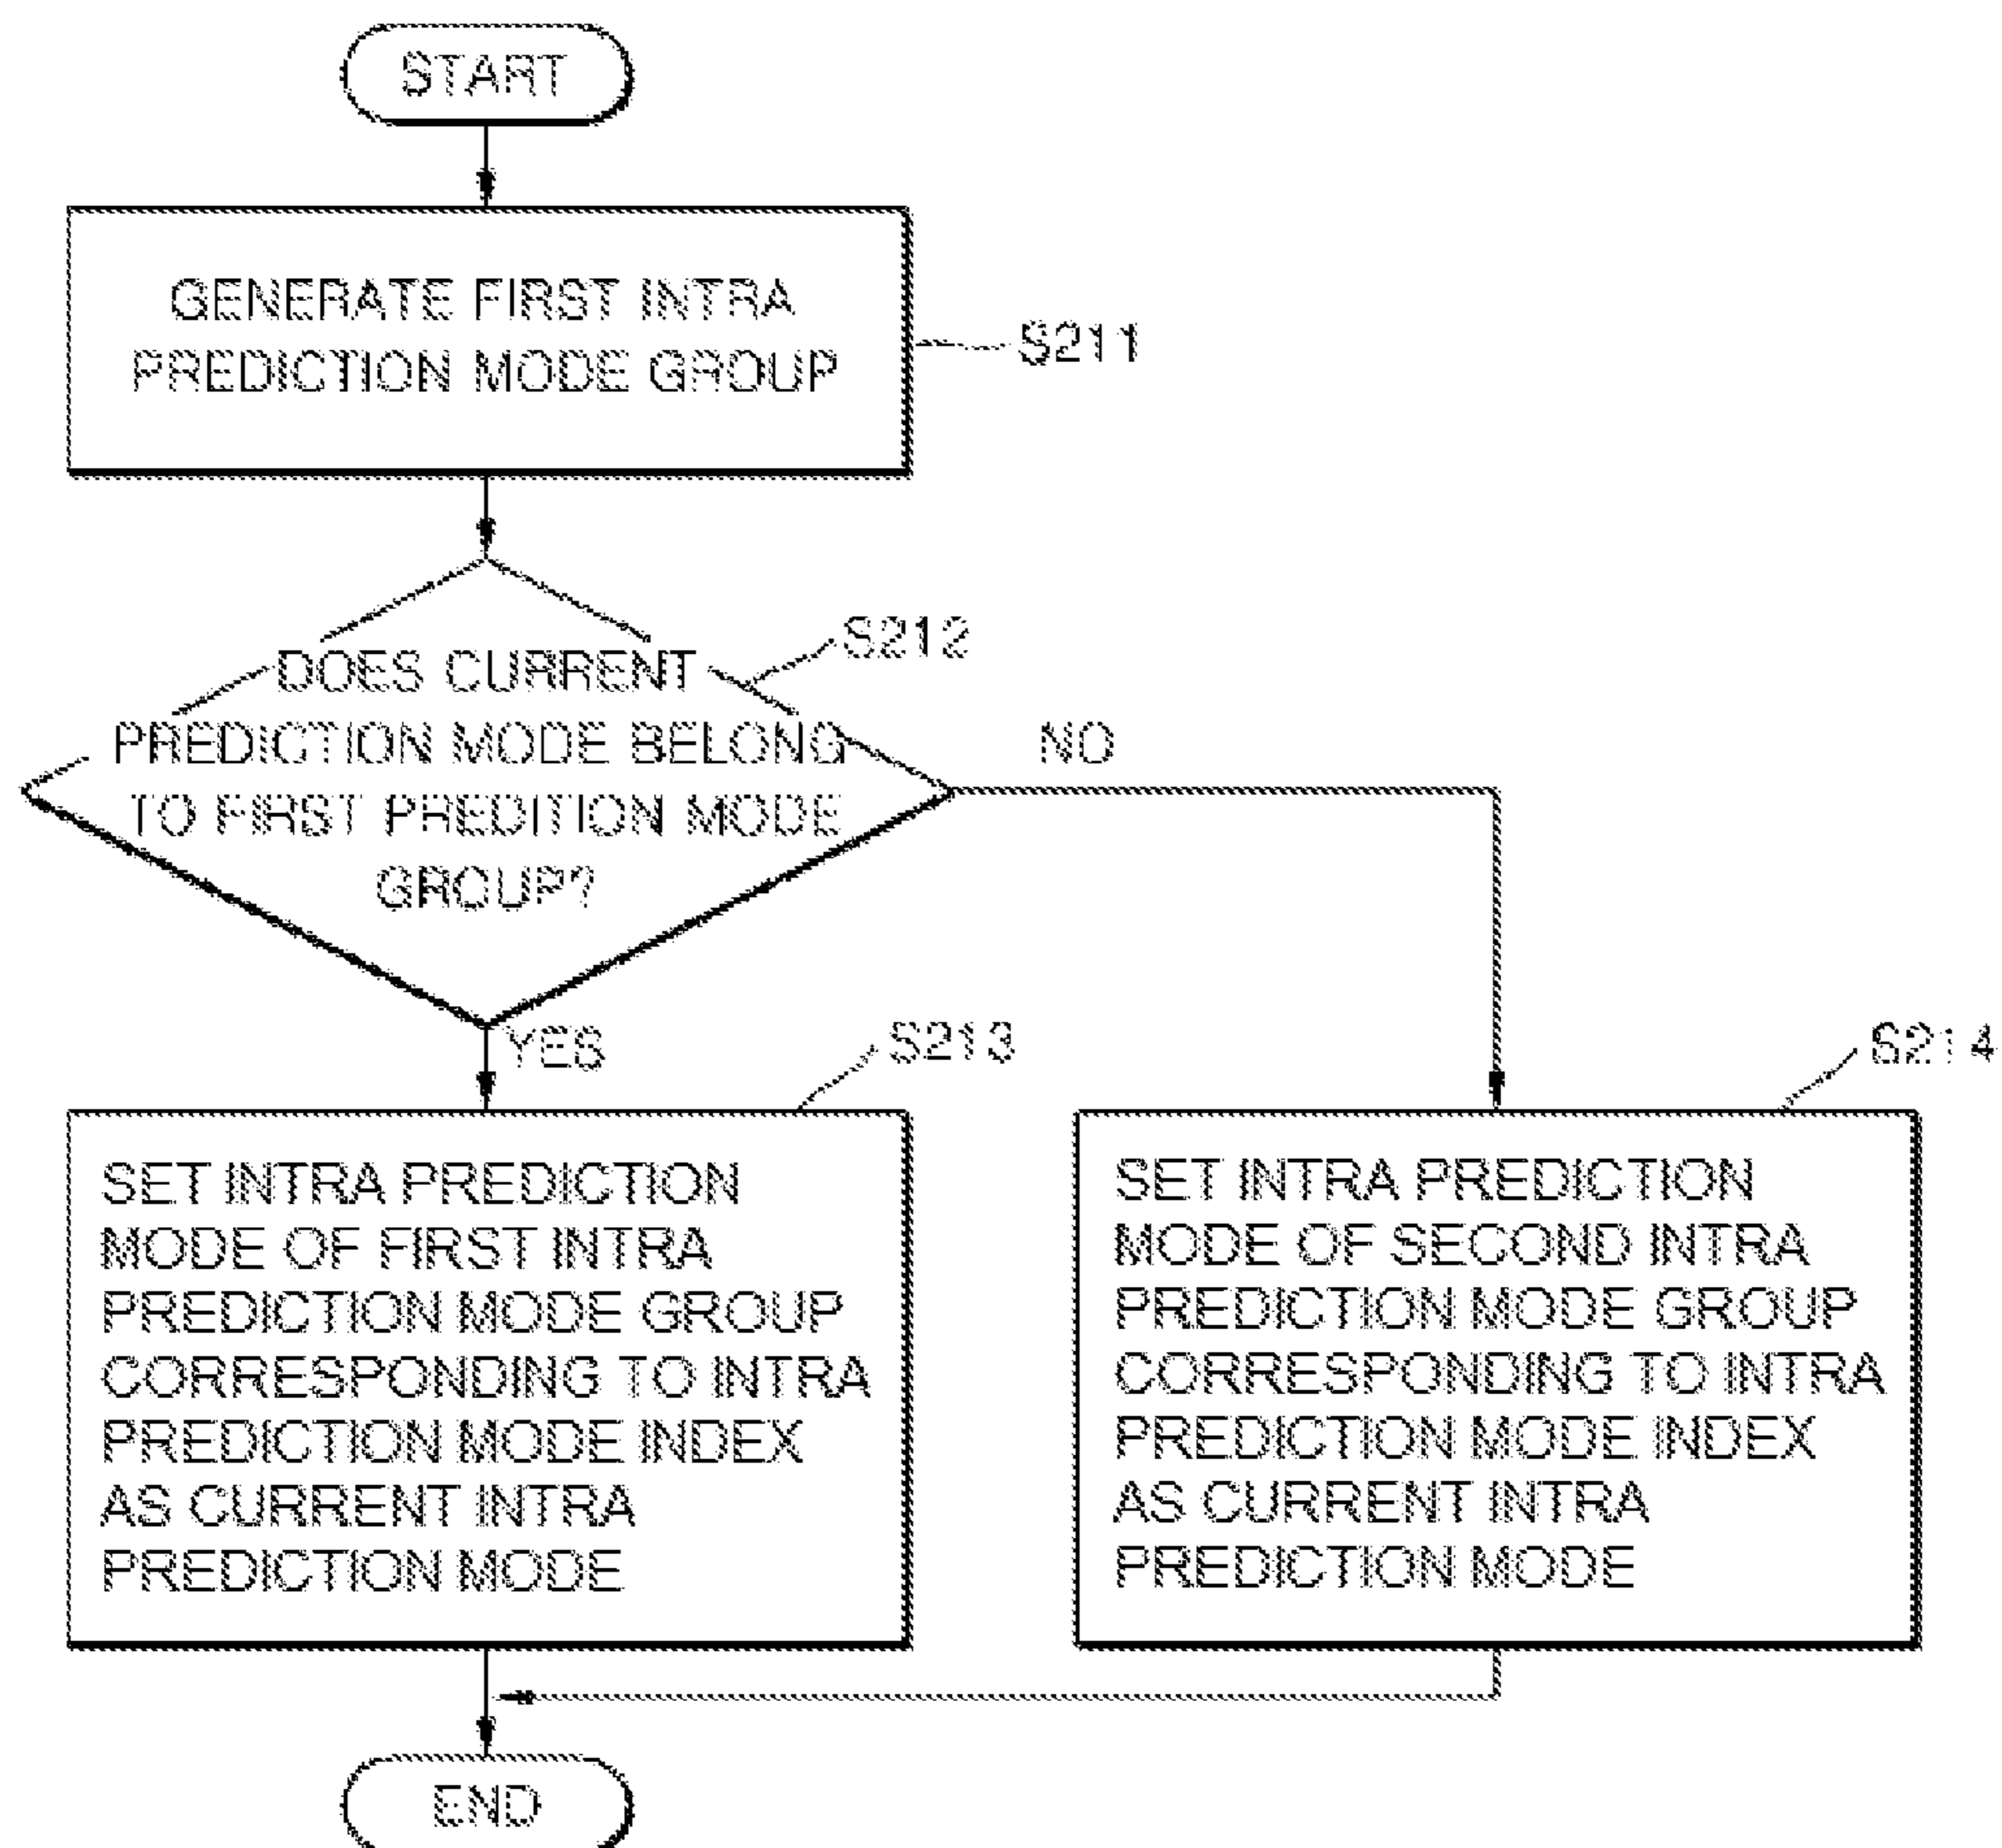 START
GENERATE FIRST INTRA
PREDICTION MODE GROUP
S211
DOES CURRENT
PREDICTION MODE BELONG
TO FIRST PREDITION MODE
GROUP?
S212
NO
YES
S213
SET INTRA PREDICTION
MODE OF FIRST INTRA
PREDICTION MODE GROUP
CORRESPONDING TO INTRA
PREDICTION MODE INDEX
AS CURRENT INTRA
PREDICTION MODE
S214
SET INTRA PREDICTION
MODE OF SECOND INTRA
PREDICTION MODE GROUP
CORRESPONDING TO INTRA
PREDICTION MODE INDEX
AS CURRENT INTRA
PREDICTION MODE
END